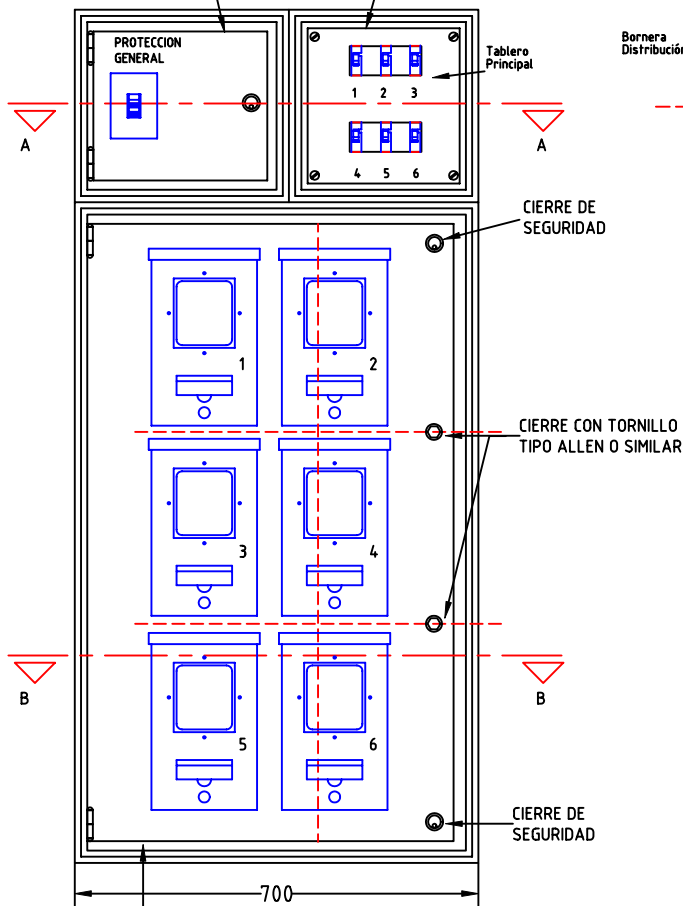 PROTECCION
GENERAL
Tablero
Principal
Bornera
Distribución
1 2 3
4 5 6
A
A
CIERRE DE
SEGURIDAD
1
2
CIERRE CON TORNILLO
TIPO ALLEN O SIMILAR
3
4
B
B
5
6
CIERRE DE
SEGURIDAD
700